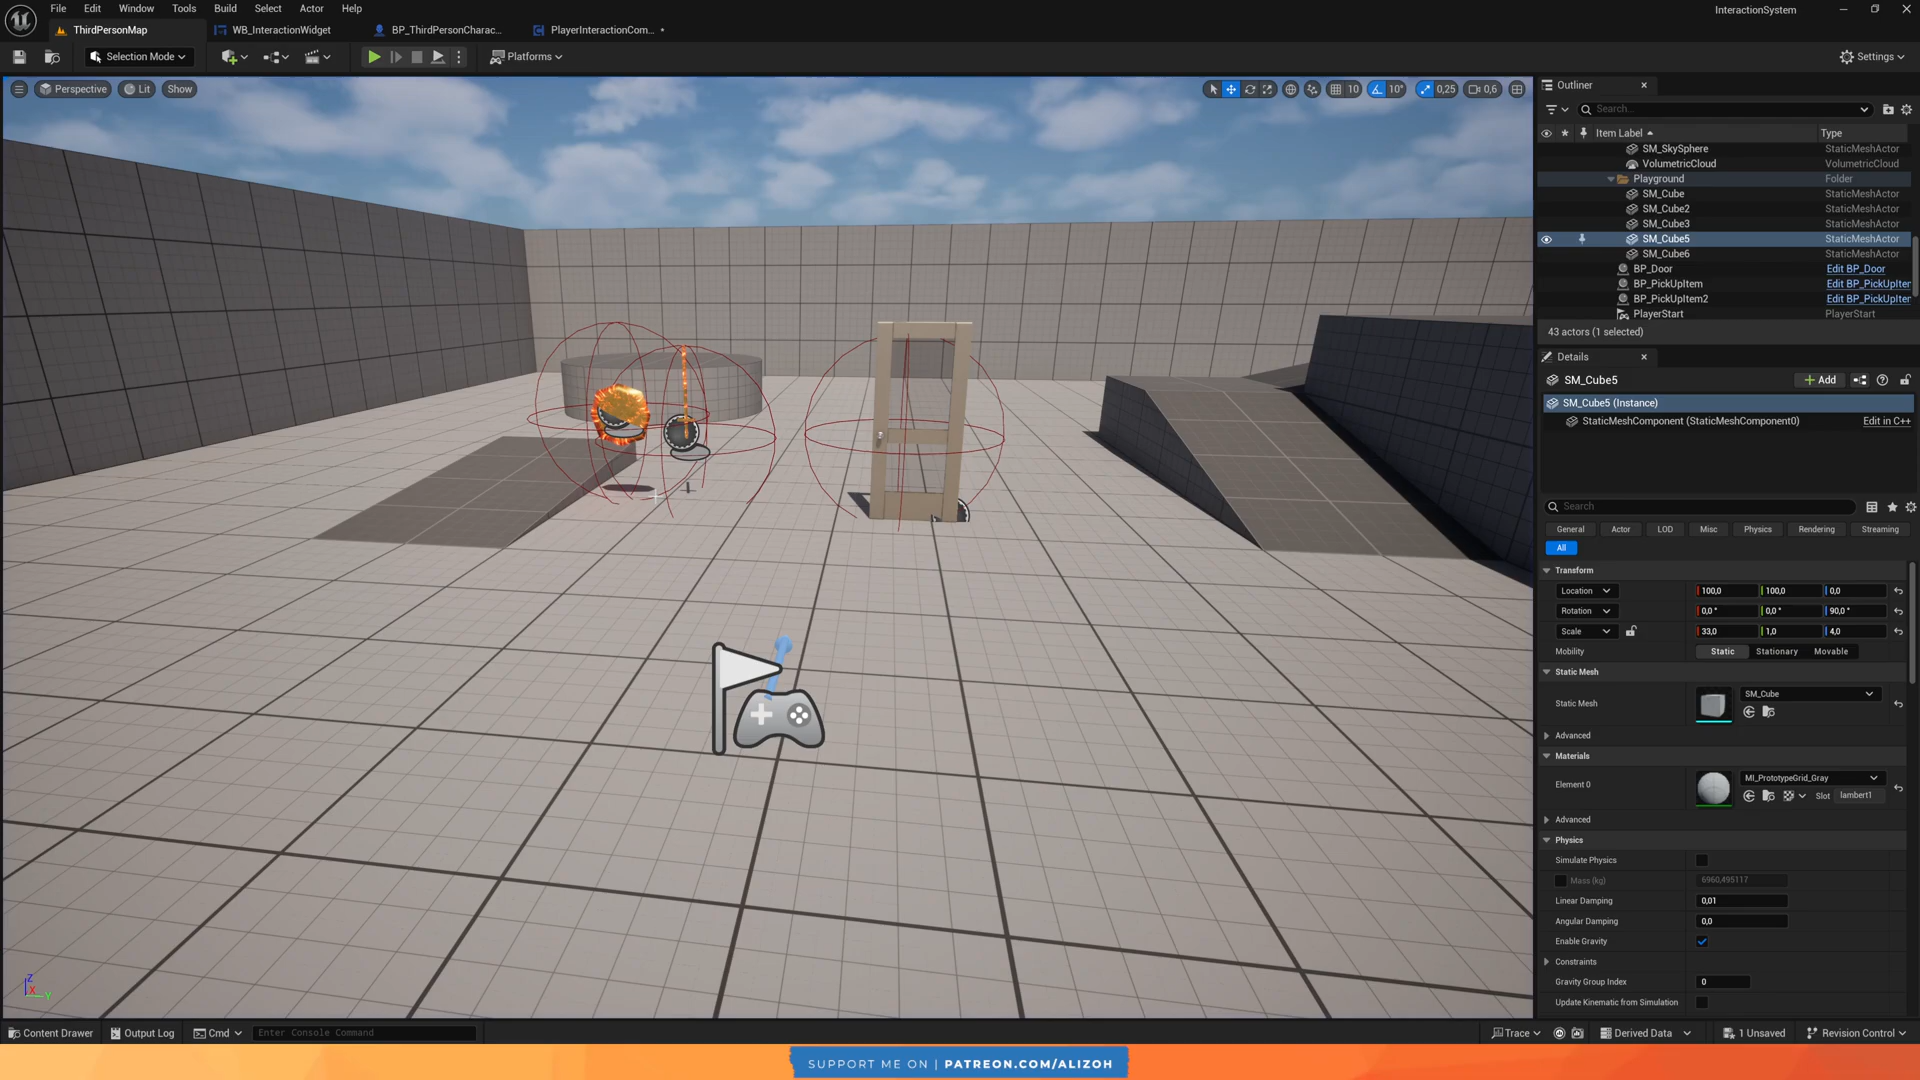 File Edit Window Tools Build Select Actor Help
InteractionSystem
ThirdPersonMap WB_InteractionWidget BP_ThirdPersonCharac... PlayerInteractionCom... •
Selection Mode Platforms Settings
Perspective Lit Show
10 10° 0,25 0,6
Outliner
Search...
Item Label Type
SM_SkySphere StaticMeshActor
VolumetricCloud VolumetricCloud
Playground Folder
SM_Cube StaticMeshActor
SM_Cube2 StaticMeshActor
SM_Cube3 StaticMeshActor
SM_Cube5 StaticMeshActor
SM_Cube6 StaticMeshActor
BP_Door Edit BP_Door
BP_PickUpItem Edit BP_PickUpIter
BP_PickUpItem2 Edit BP_PickUpIter
PlayerStart PlayerStart
43 actors (1 selected)
Details
SM_Cube5 Add
SM_Cube5 (Instance)
StaticMeshComponent (StaticMeshComponent0) Edit in C++
Search
General Actor LOD Misc Physics Rendering Streaming
All
Transform
Location 100,0 100,0 0,0
Rotation 0,0 ° 0,0 ° 90,0 °
Scale 33,0 1,0 4,0
Mobility Static Stationary Movable
Static Mesh
Static Mesh SM_Cube
Advanced
Materials
Element 0 MI_PrototypeGrid_Gray
Slot lambert1
Advanced
Physics
Simulate Physics
Mass (kg) 6960,495117
Linear Damping 0,01
Angular Damping 0,0
Enable Gravity
Constraints
Gravity Group Index 0
Update Kinematic from Simulation
Z
X
Y
Content Drawer Output Log Cmd Enter Console Command
Trace Derived Data 1 Unsaved Revision Control
SUPPORT ME ON | PATREON.COM/ALIZOH